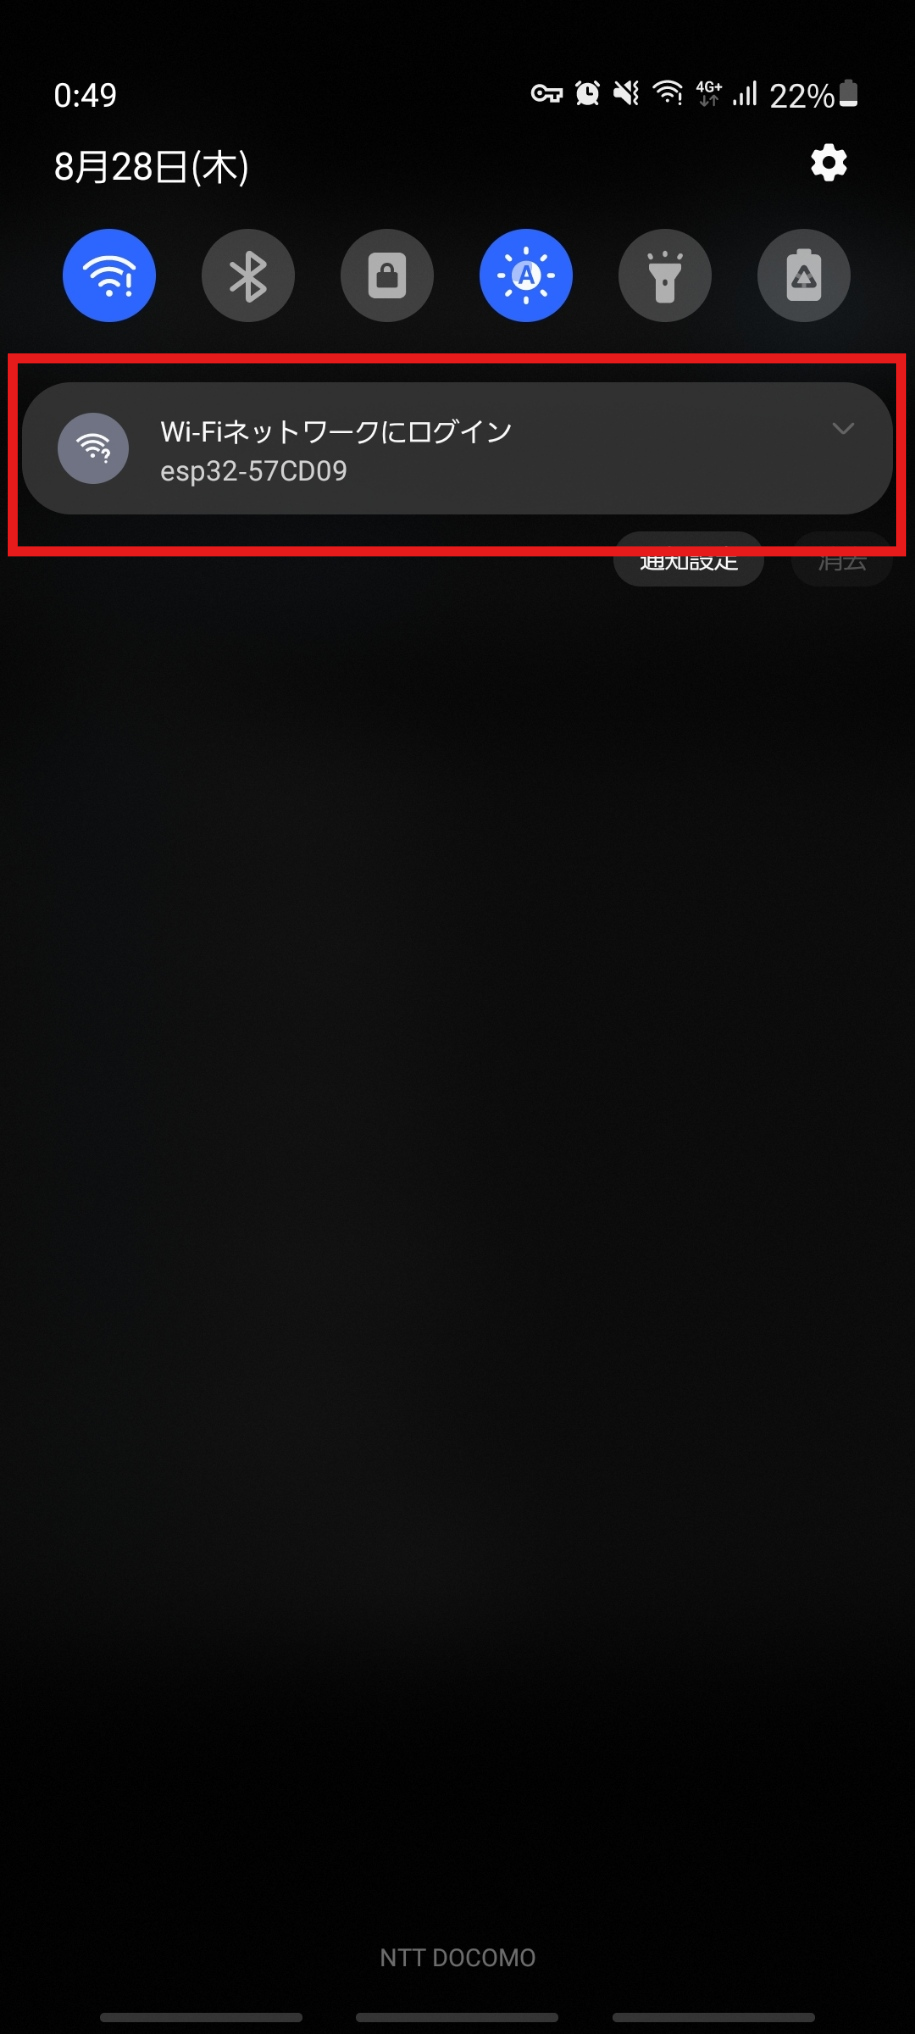 0:49
4G+
22%
8月28日(木)
A
Wi-Fiネットワークにログイン
esp32-57CD09
通知設定
消去
NTT DOCOMO